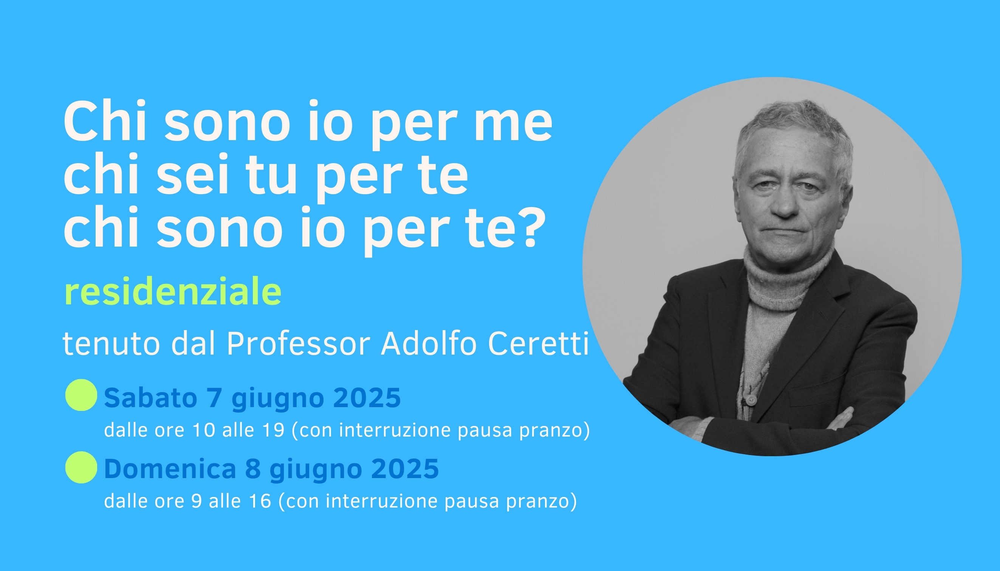 Chi sono io per me
chi sei tu per te
chi sono io per te?
residenziale
tenuto dal Professor Adolfo Ceretti
Sabato 7 giugno 2025
dalle ore 10 alle 19 (con interruzione pausa pranzo)
Domenica 8 giugno 2025
dalle ore 9 alle 16 (con interruzione pausa pranzo)